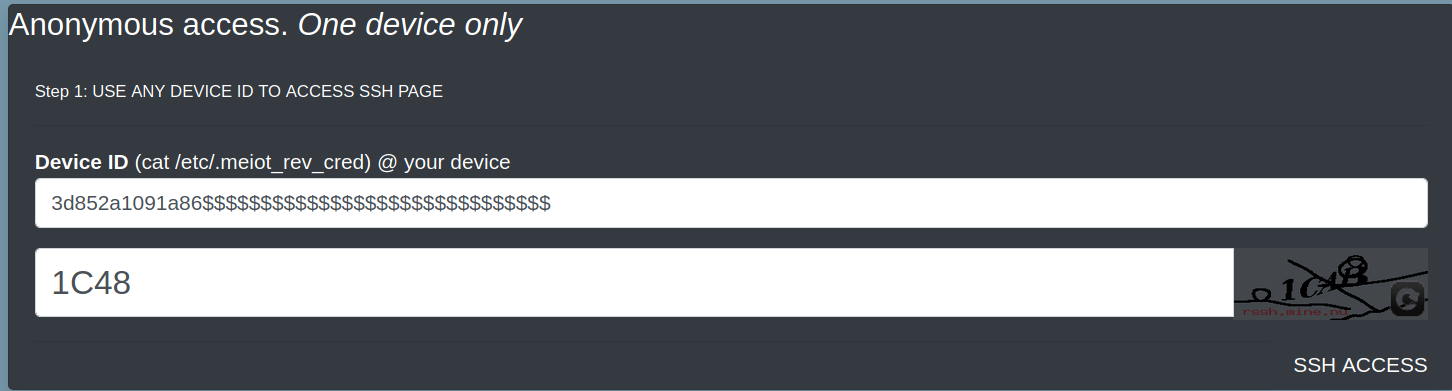 Anonymous access. One device only
Step 1: USE ANY DEVICE ID TO ACCESS SSH PAGE
Device ID (cat /etc/.meiot_rev_cred) @ your device
3d852a1091a86$$$$$$$$$$$$$$$$$$$$$$$$$$$$$$
1C48
rssh.mine.nu
SSH ACCESS